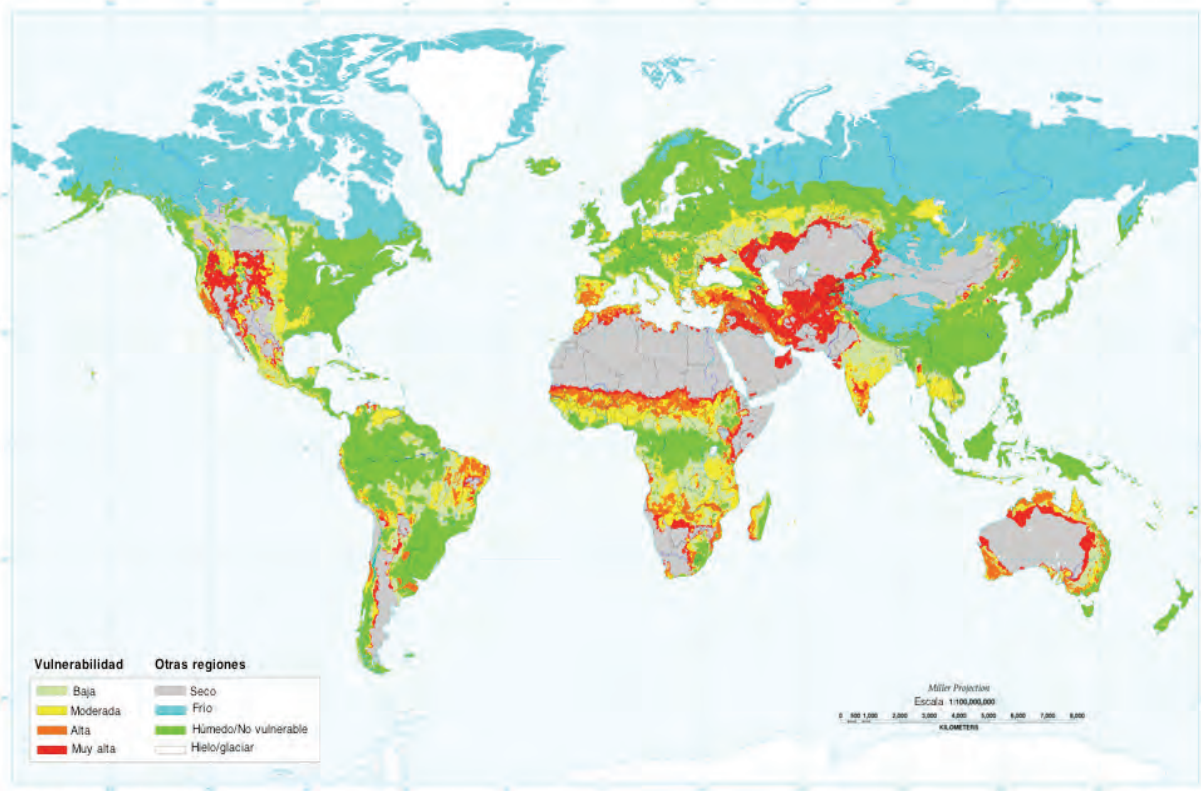 Vulnerabilidad
Baja
Moderada
Alta
Muy alta
Otras regiones
Seco
Frío
Húmedo/No vulnerable
Hielo/glaciar
Miller Projection
Escala 1:100,000,000
0 500 1,000 2,000 3,000 4,000 5,000 6,000 7,000 8,000
KILOMETERS